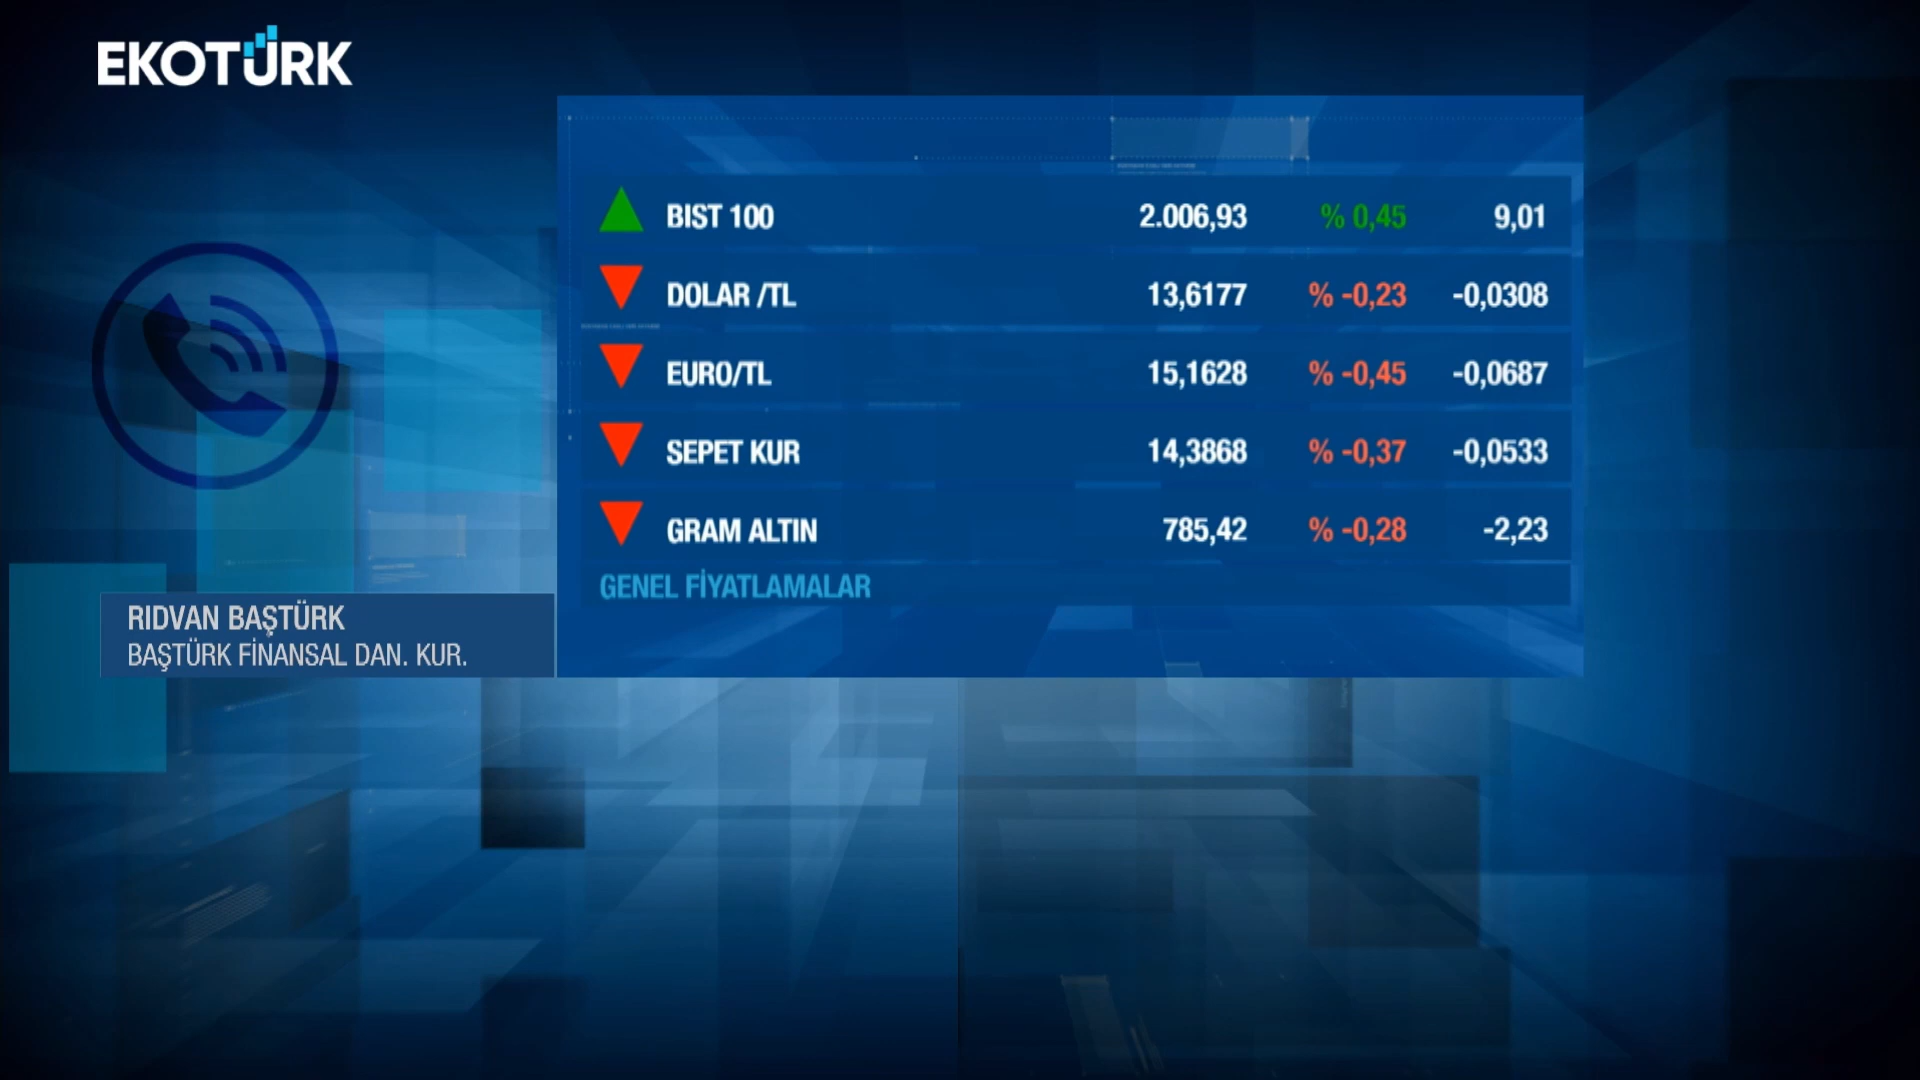 EKOTÜRK
BIST 100 2.006,93 % 0,45 9,01
DOLAR /TL 13,6177 % -0,23 -0,0308
EURO/TL 15,1628 % -0,45 -0,0687
SEPET KUR 14,3868 % -0,37 -0,0533
GRAM ALTIN 785,42 % -0,28 -2,23
GENEL FİYATLAMALAR
RIDVAN BAŞTÜRK
BAŞTÜRK FİNANSAL DAN. KUR.